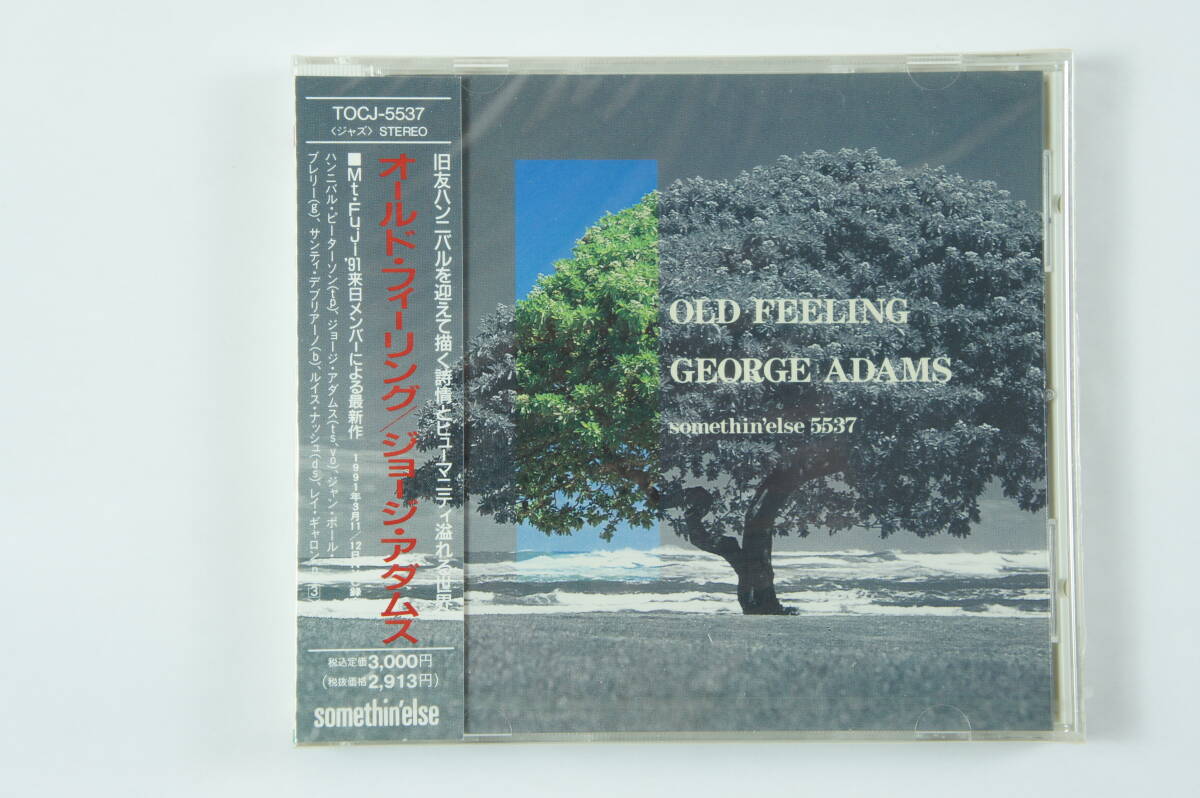 TOCJ-5537
〈ジャズ〉 STEREO
旧友ハンニバルを迎えて描く詩情とヒューマニティ溢れる世界
オールド・フィーリング／ジョージ・アダムス
■Mt・FuJI'91来日メンバーによる最新作 1991年3月11／12日 録
ハンニバル・ピーターソン(tp)、ジョージ・アダムス(ts,vo)、ジャン・ポール・
ブレリー(g)、サンティ・デブリアーノ(b)、ルイス・ナッシュ(ds)、レイ・ギャロン
税込定価3,000円
(税抜価格2,913円)
somethin'else
OLD FEELING
GEORGE ADAMS
somethin'else 5537